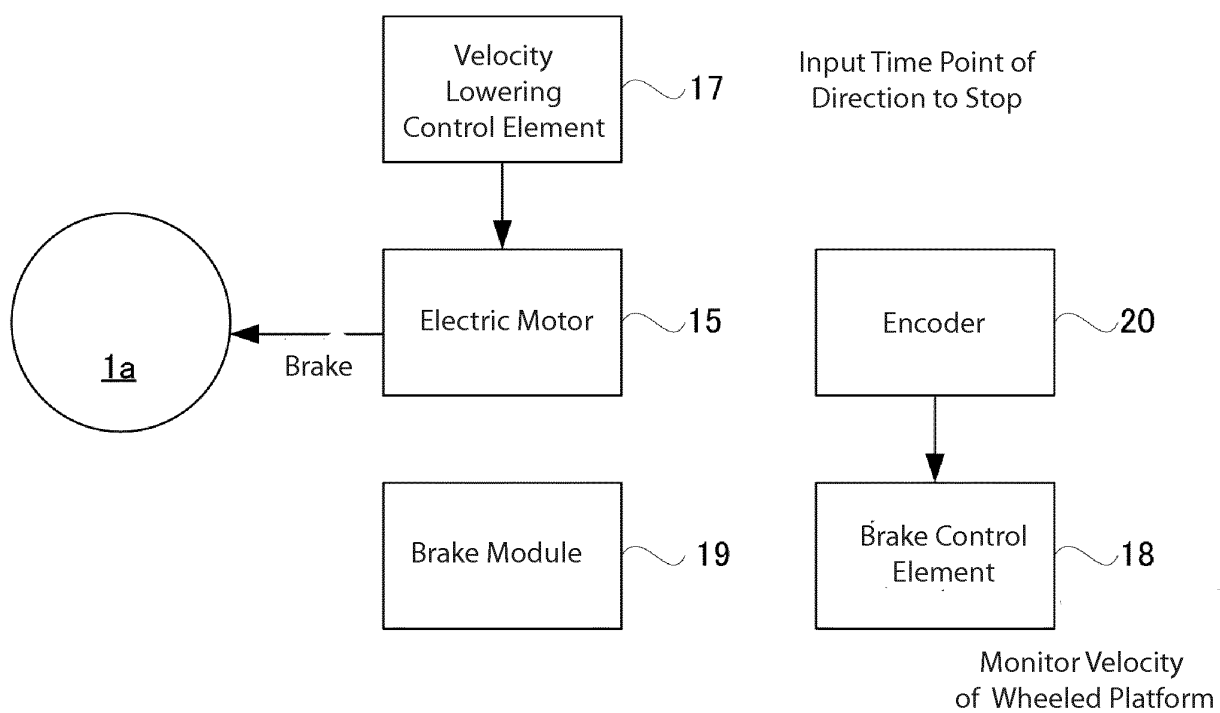 Velocity
Lowering
Control Element
17
Input Time Point of
Direction to Stop
1a
Brake
Electric Motor
15
Encoder
20
Brake Module
19
Brake Control
Element
18
Monitor Velocity
of Wheeled Platform